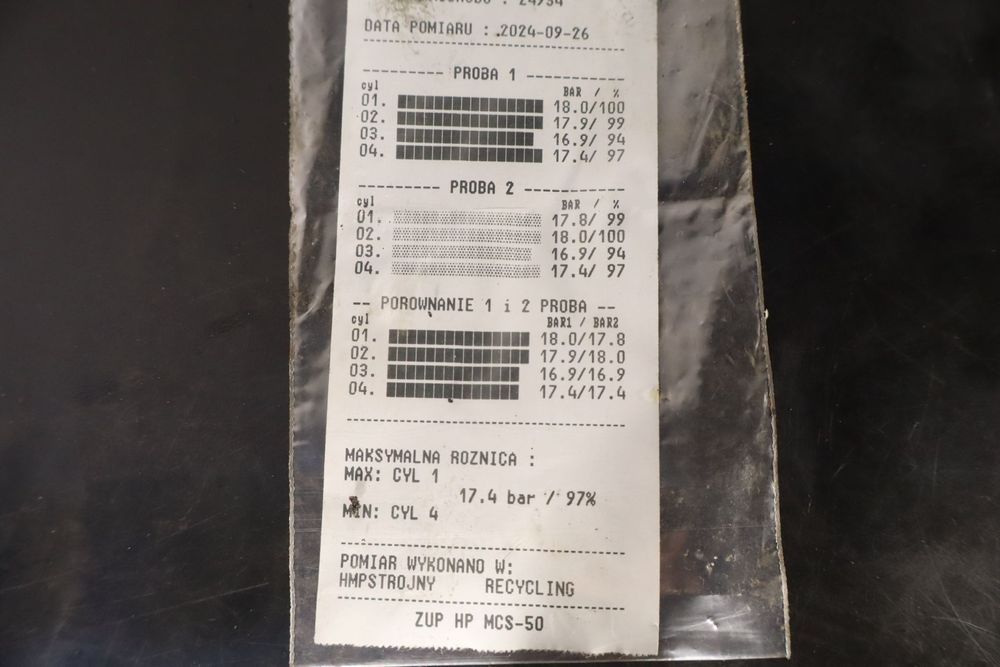 DATA POMIARU : .2024-09-26
---------- PROBA 1 ------------
cyl BAR / %
01. 18.0/100
02. 17.9/ 99
03. 16.9/ 94
04. 17.4/ 97
---------- PROBA 2 ------------
cyl BAR / %
01. 17.8/ 99
02. 18.0/100
03. 16.9/ 94
04. 17.4/ 97
-- POROWNANIE 1 i 2 PROBA --
cyl BAR1 / BAR2
01. 18.0/17.8
02. 17.9/18.0
03. 16.9/16.9
04. 17.4/17.4
MAKSYMALNA ROZNICA :
MAX: CYL 1
17.4 bar / 97%
MIN: CYL 4
POMIAR WYKONANO W:
HMPSTROJNY RECYCLING
ZUP HP MCS-50